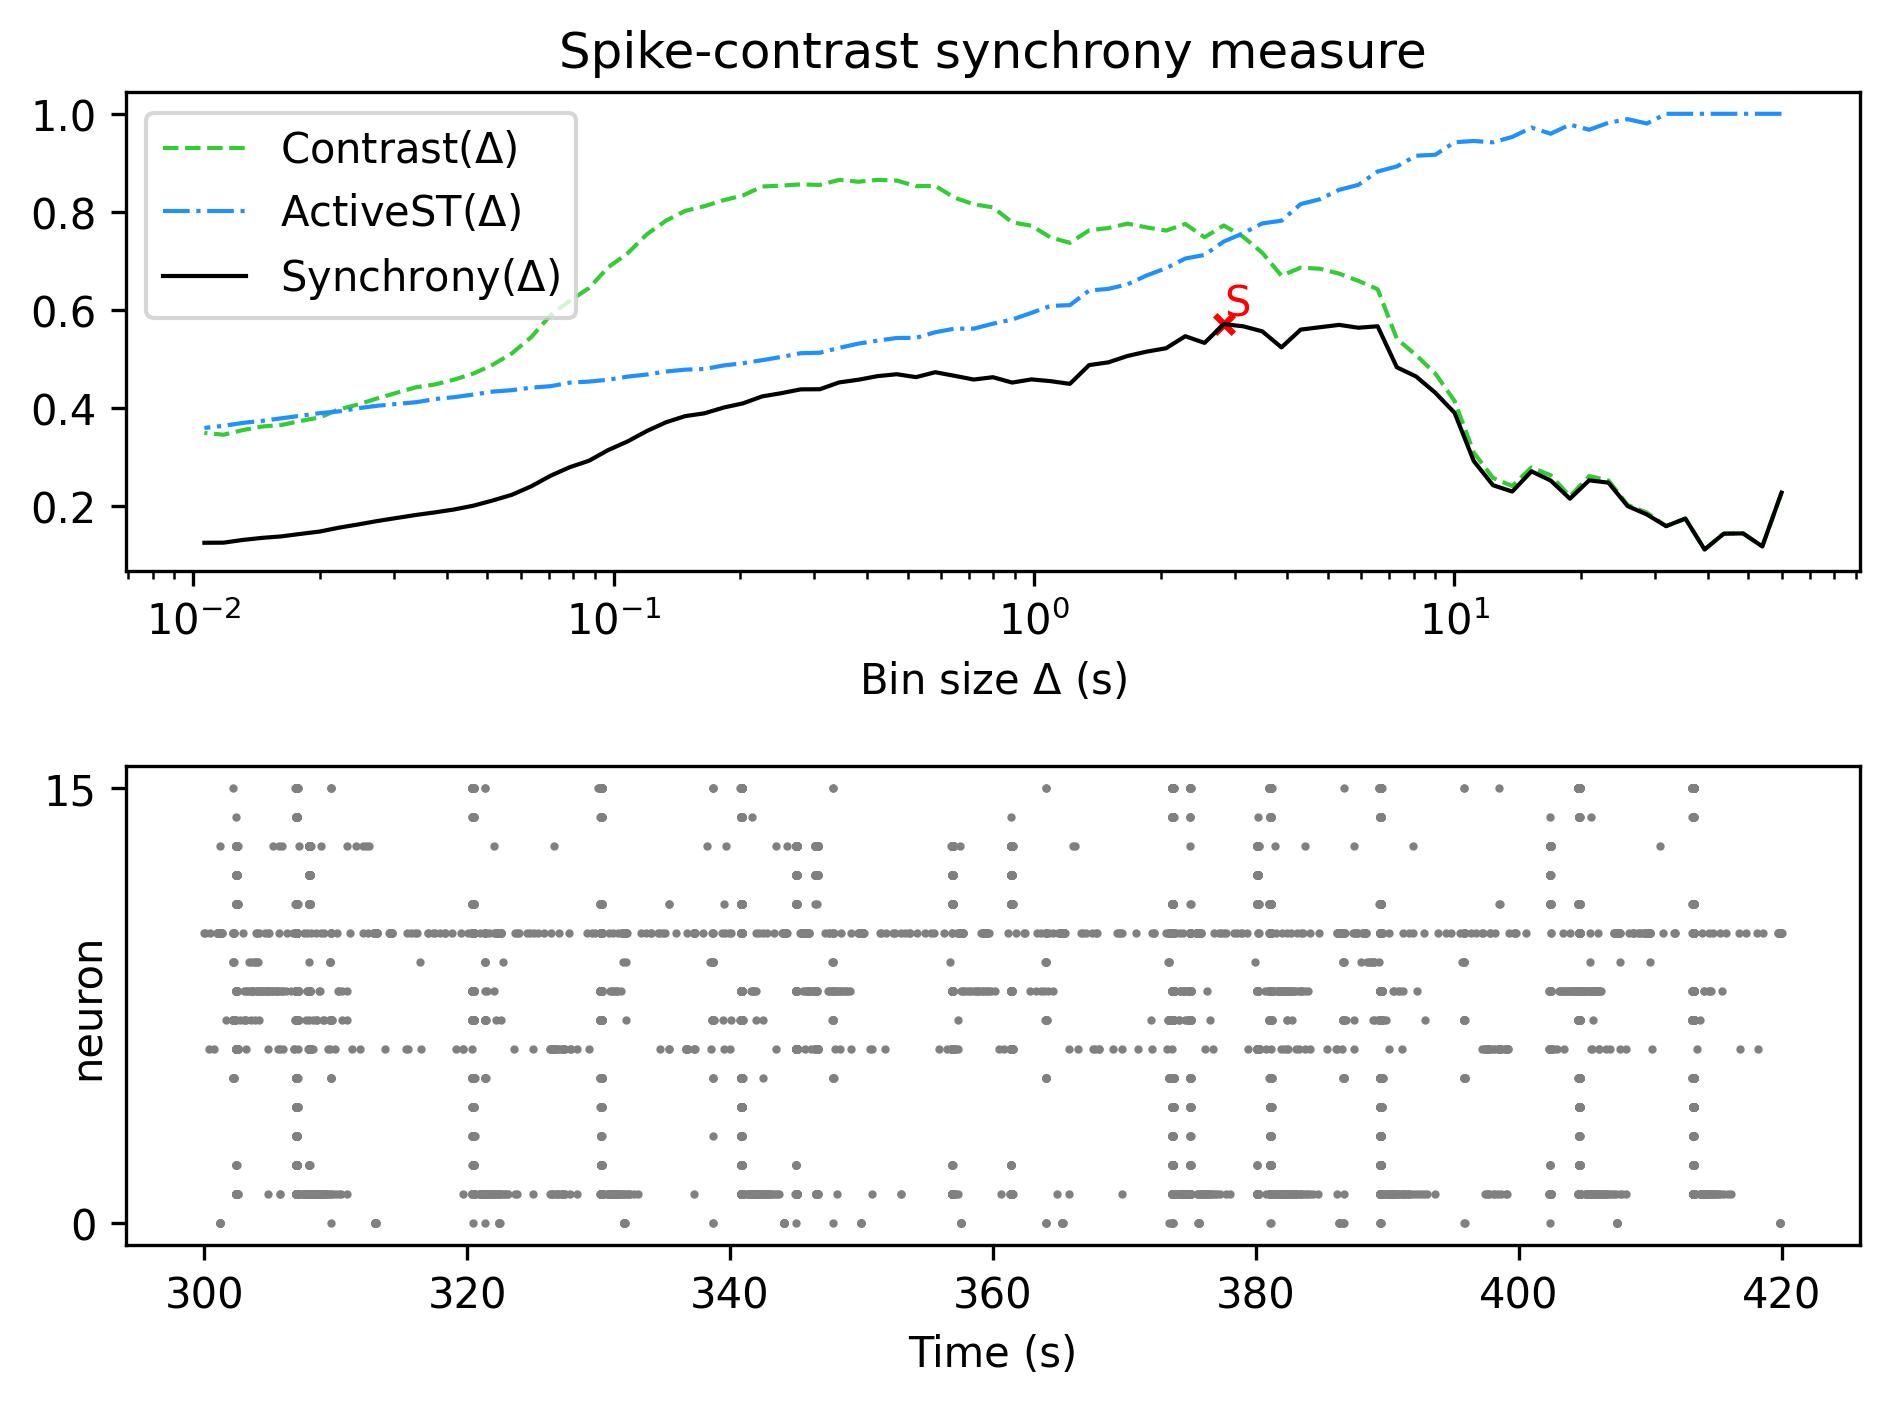 Spike-contrast synchrony measure
1.0
0.8
0.6
0.4
0.2
Contrast(Δ)
ActiveST(Δ)
Synchrony(Δ)
S
10⁻² 10⁻¹ 10⁰ 10¹
Bin size Δ (s)
15
0
neuron
300 320 340 360 380 400 420
Time (s)